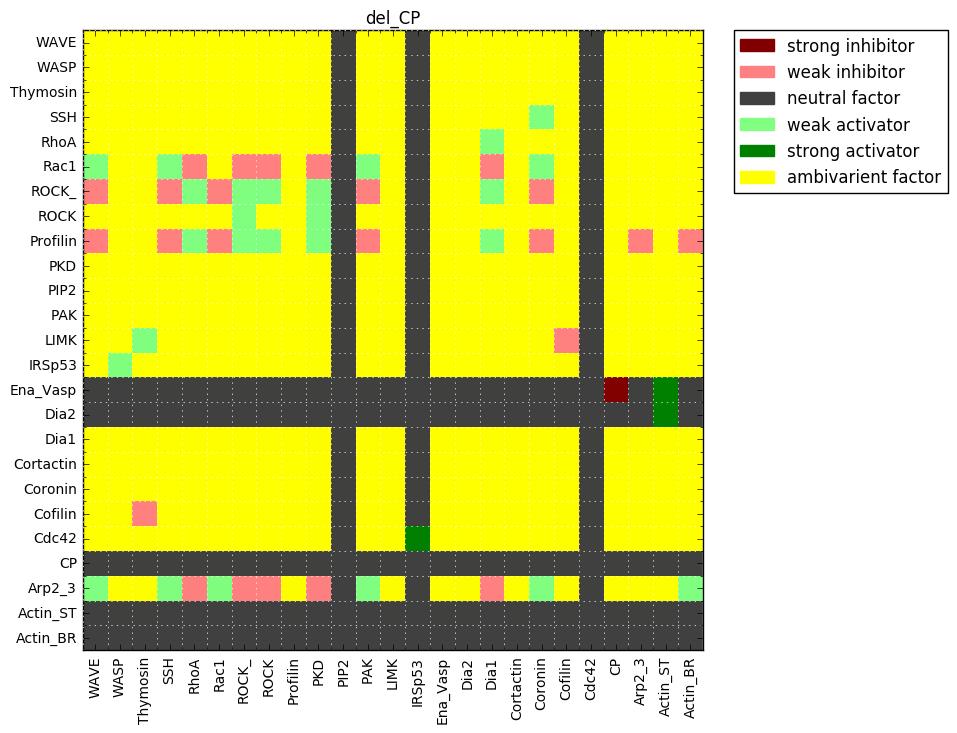 del_CP
WAVE
WASP
Thymosin
SSH
RhoA
Rac1
ROCK_
ROCK
Profilin
PKD
PIP2
PAK
LIMK
IRSp53
Ena_Vasp
Dia2
Dia1
Cortactin
Coronin
Cofilin
Cdc42
CP
Arp2_3
Actin_ST
Actin_BR
WAVE
WASP
Thymosin
SSH
RhoA
Rac1
ROCK_
ROCK
Profilin
PKD
PIP2
PAK
LIMK
IRSp53
Ena_Vasp
Dia2
Dia1
Cortactin
Coronin
Cofilin
Cdc42
CP
Arp2_3
Actin_ST
Actin_BR
strong inhibitor
weak inhibitor
neutral factor
weak activator
strong activator
ambivarient factor